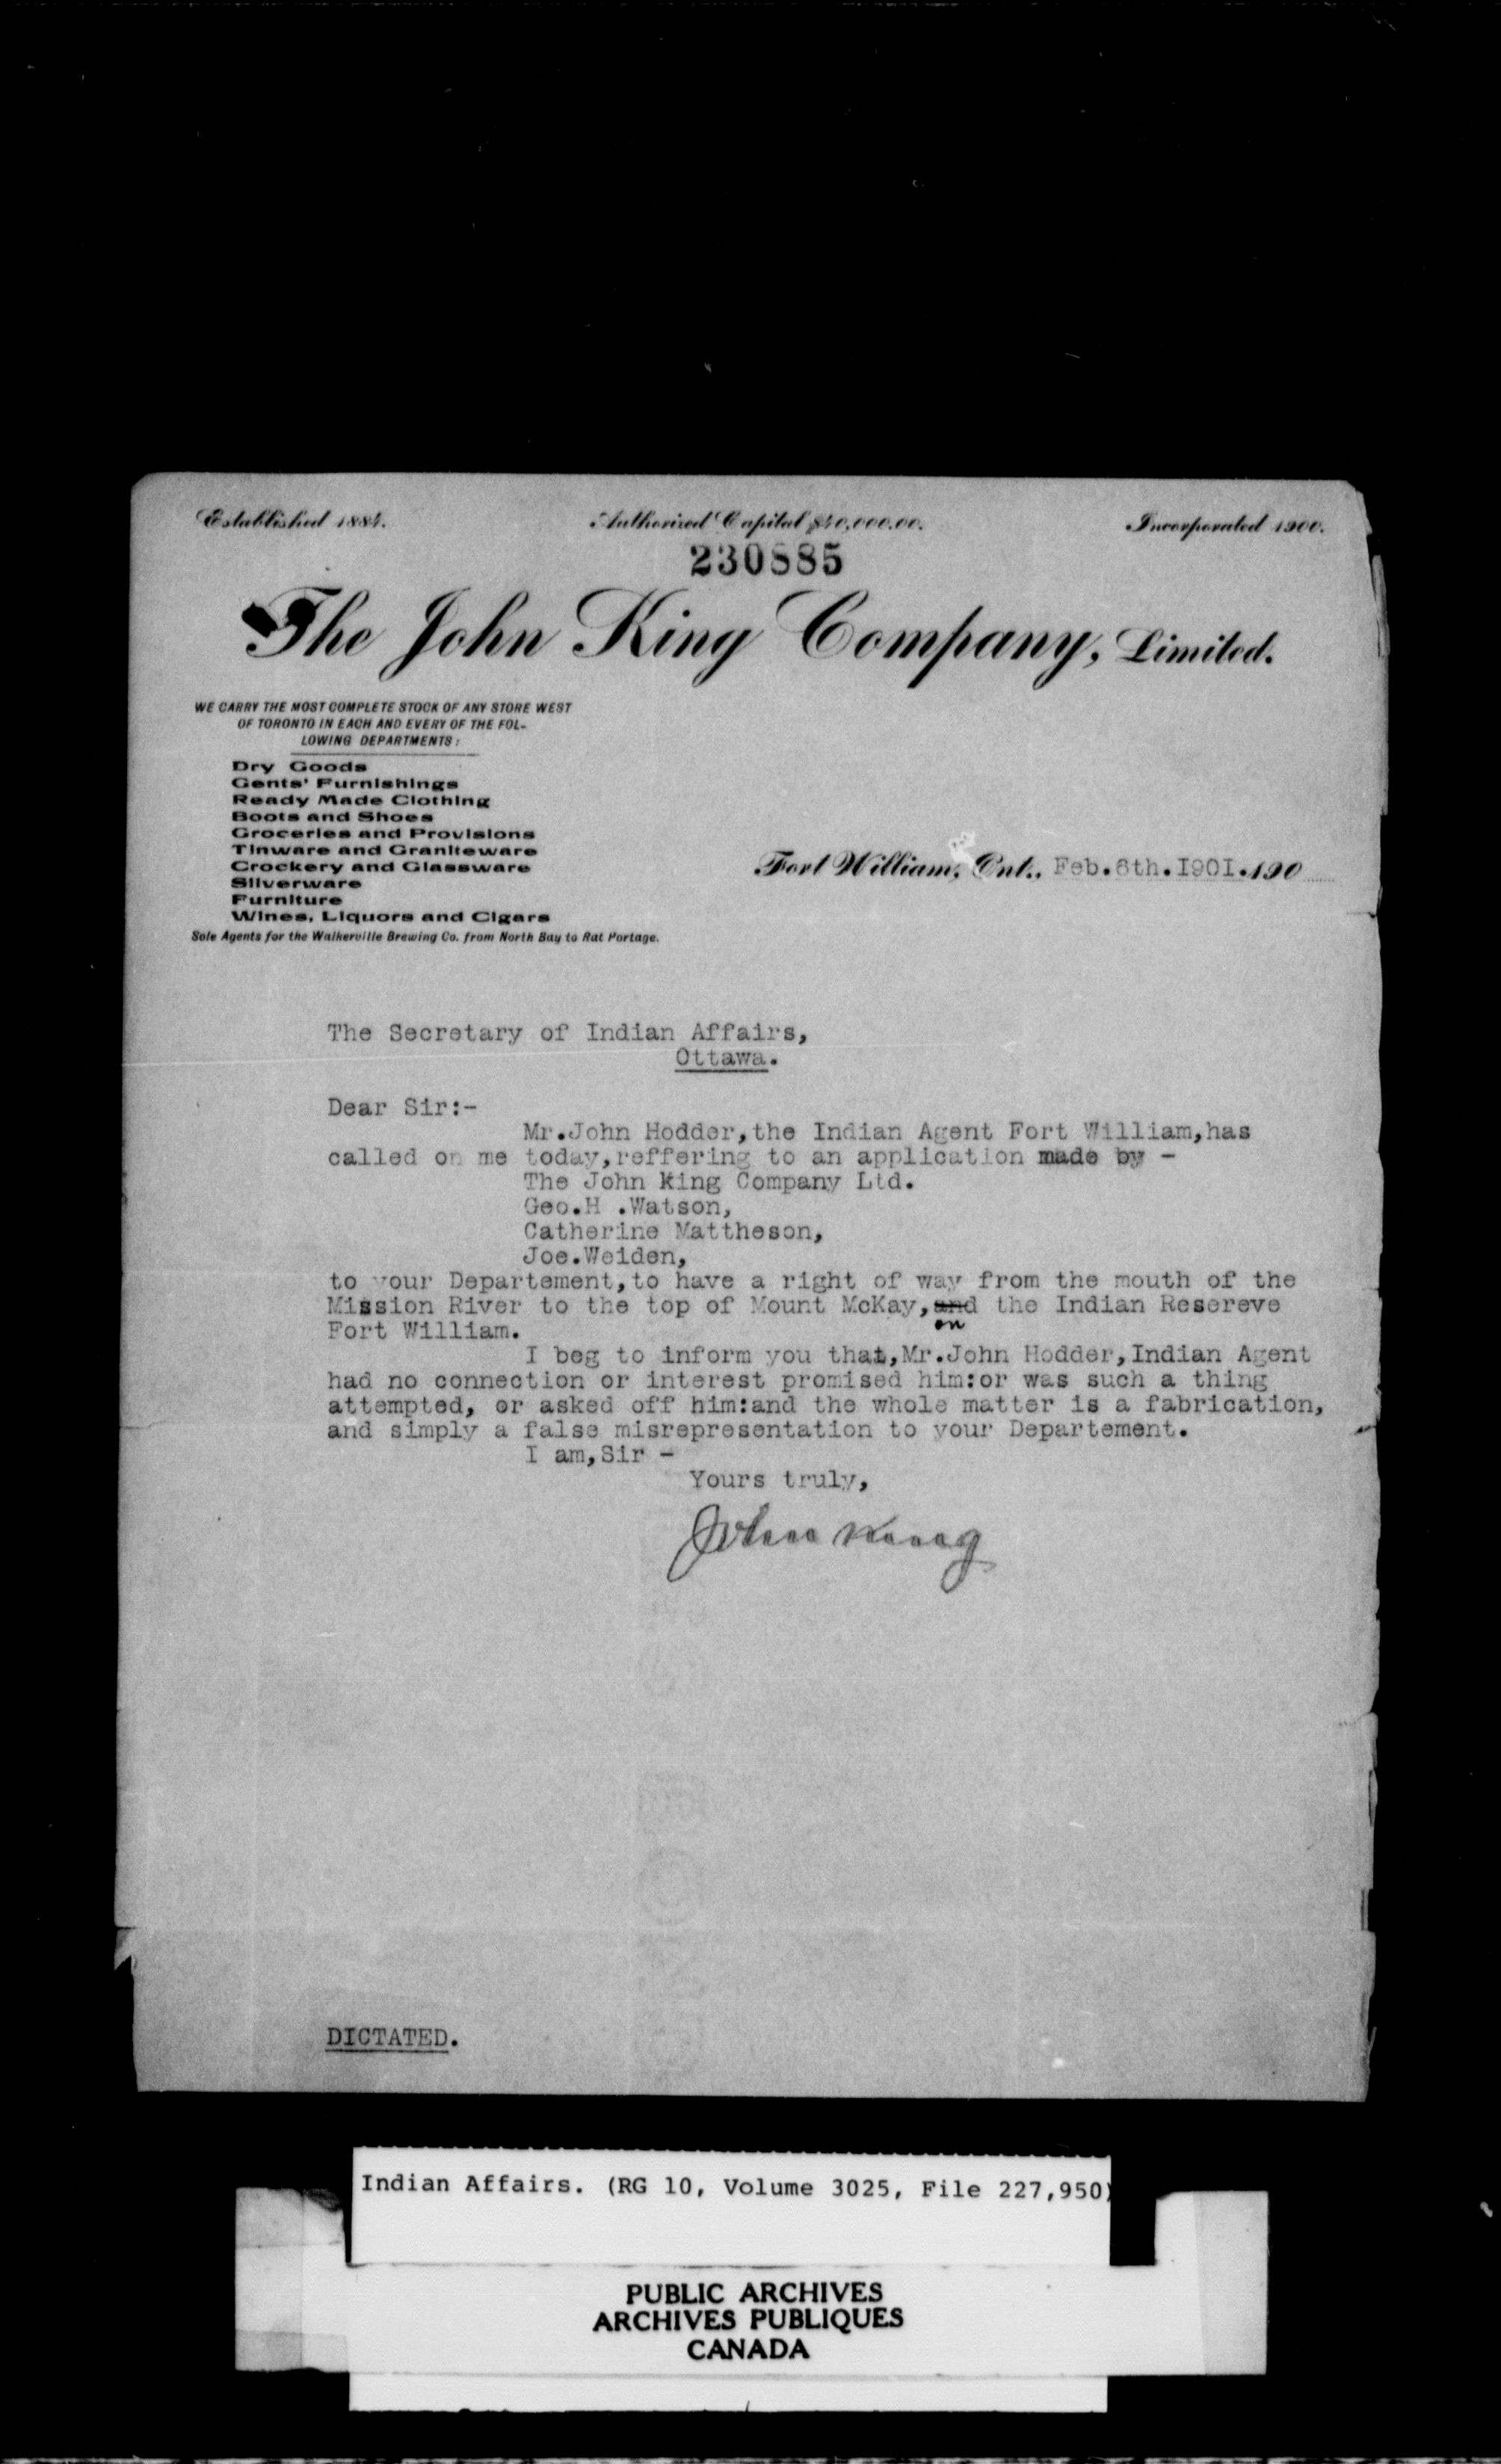 Established 1884.
Authorized Capital $40,000.00.
Incorporated 1900.
230885
The John King Company, Limited.
WE CARRY THE MOST COMPLETE STOCK OF ANY STORE WEST
OF TORONTO IN EACH AND EVERY OF THE FOL-
LOWING DEPARTMENTS:
Dry Goods
Gents' Furnishings
Ready Made Clothing
Boots and Shoes
Groceries and Provisions
Tinware and Graniteware
Crockery and Glassware
Silverware
Furniture
Wines, Liquors and Cigars
Sole Agents for the Walkerville Brewing Co. from North Bay to Rat Portage.
Fort William, Ont., Feb.6th.I90I.190
The Secretary of Indian Affairs,
Ottawa.
Dear Sir:-
Mr.John Hodder,the Indian Agent Fort William,has
called on me today,reffering to an application made by -
The John King Company Ltd.
Geo.H .Watson,
Catherine Mattheson,
Joe.Weiden,
to your Departement,to have a right of way from the mouth of the
Mission River to the top of Mount McKay,and the Indian Resereve
on
Fort William.
I beg to inform you that,Mr.John Hodder,Indian Agent
had no connection or interest promised him:or was such a thing
attempted, or asked off him:and the whole matter is a fabrication,
and simply a false misrepresentation to your Departement.
I am,Sir -
Yours truly,
John King
DICTATED.
Indian Affairs. (RG 10, Volume 3025, File 227,950)
PUBLIC ARCHIVES
ARCHIVES PUBLIQUES
CANADA